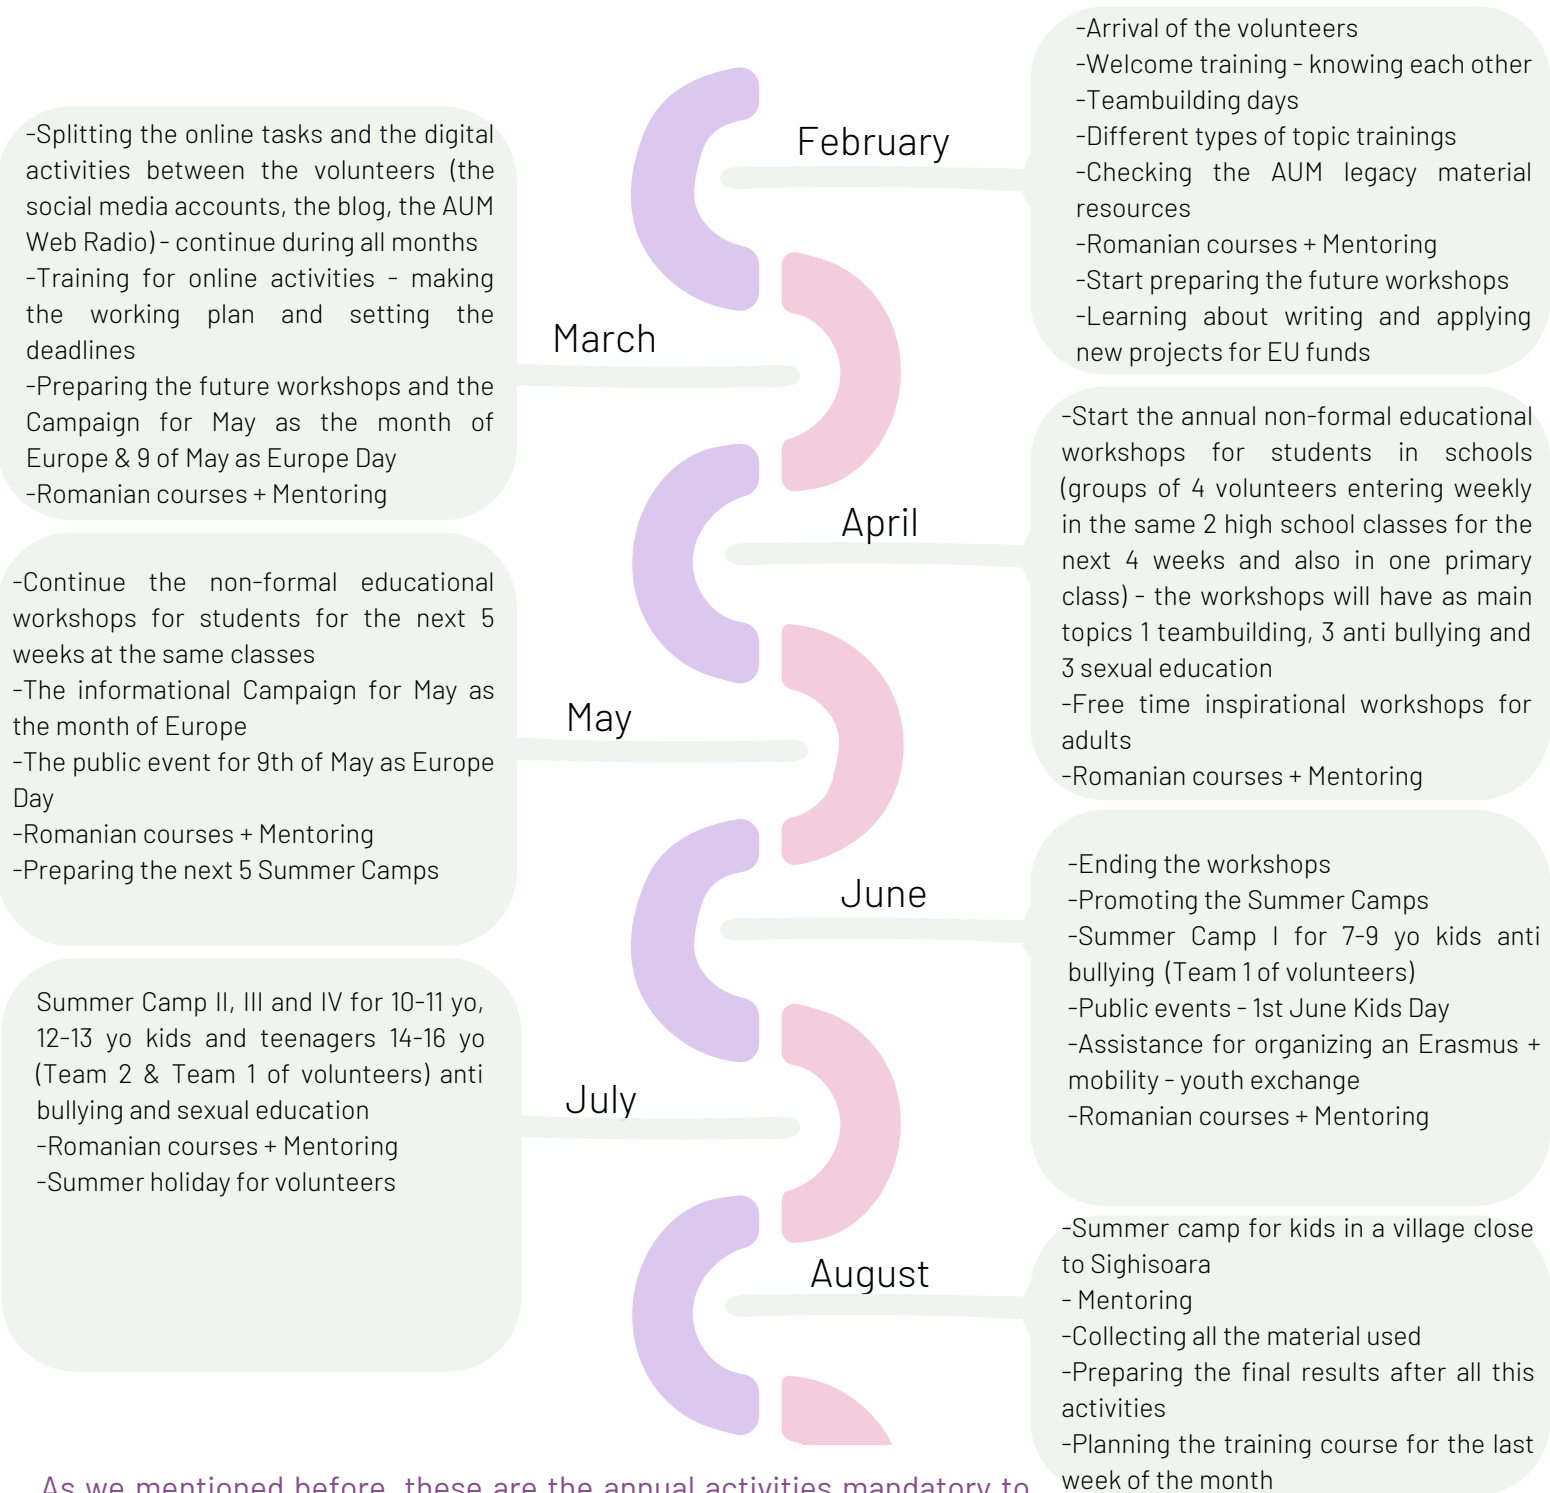 February
-Arrival of the volunteers
-Welcome training - knowing each other
-Teambuilding days
-Different types of topic trainings
-Checking the AUM legacy material
resources
-Romanian courses + Mentoring
-Start preparing the future workshops
-Learning about writing and applying
new projects for EU funds
March
-Splitting the online tasks and the digital
activities between the volunteers (the
social media accounts, the blog, the AUM
Web Radio) - continue during all months
-Training for online activities - making
the working plan and setting the
deadlines
-Preparing the future workshops and the
Campaign for May as the month of
Europe & 9 of May as Europe Day
-Romanian courses + Mentoring
April
-Start the annual non-formal educational
workshops for students in schools
(groups of 4 volunteers entering weekly
in the same 2 high school classes for the
next 4 weeks and also in one primary
class) - the workshops will have as main
topics 1 teambuilding, 3 anti bullying and
3 sexual education
-Free time inspirational workshops for
adults
-Romanian courses + Mentoring
May
-Continue the non-formal educational
workshops for students for the next 5
weeks at the same classes
-The informational Campaign for May as
the month of Europe
-The public event for 9th of May as Europe
Day
-Romanian courses + Mentoring
-Preparing the next 5 Summer Camps
June
-Ending the workshops
-Promoting the Summer Camps
-Summer Camp I for 7-9 yo kids anti
bullying (Team 1 of volunteers)
-Public events - 1st June Kids Day
-Assistance for organizing an Erasmus +
mobility - youth exchange
-Romanian courses + Mentoring
July
Summer Camp II, III and IV for 10-11 yo,
12-13 yo kids and teenagers 14-16 yo
(Team 2 & Team 1 of volunteers) anti
bullying and sexual education
-Romanian courses + Mentoring
-Summer holiday for volunteers
August
-Summer camp for kids in a village close
to Sighisoara
- Mentoring
-Collecting all the material used
-Preparing the final results after all this
activities
-Planning the training course for the last
week of the month
As we mentioned before, these are the annual activities mandatory to